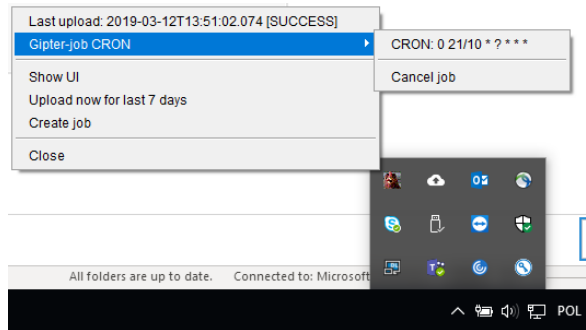 Last upload: 2019-03-12T13:51:02.074 [SUCCESS]
Gipter-job CRON
CRON: 0 21/10 * ? * * *
Show UI
Cancel job
Upload now for last 7 days
Create job
Close
All folders are up to date. Connected to: Microsoft
POL